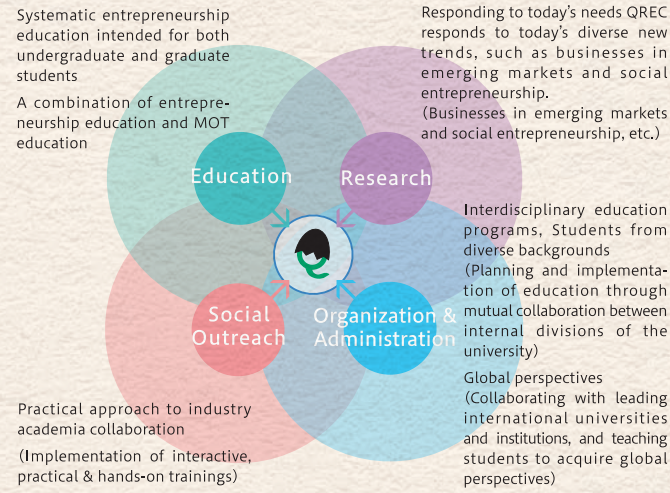 Systematic entrepreneurship
education intended for both
undergraduate and graduate
students
A combination of entrepre-
neurship education and MOT
education
Responding to today's needs QREC
responds to today's diverse new
trends, such as businesses in
emerging markets and social
entrepreneurship.
(Businesses in emerging markets
and social entrepreneurship, etc.)
Education
Research
Social
Outreach
Organization &
Administration
Interdisciplinary education
programs, Students from
diverse backgrounds
(Planning and implementa-
tion of education through
mutual collaboration between
internal divisions of the
university)
Global perspectives
(Collaborating with leading
international universities
and institutions, and teaching
students to acquire global
perspectives)
Practical approach to industry
academia collaboration
(Implementation of interactive,
practical & hands-on trainings)